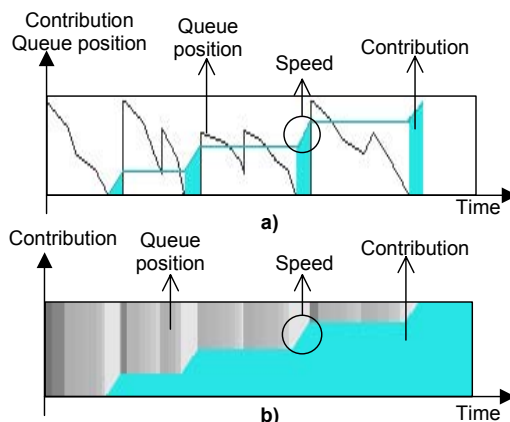 Contribution
Queue position
Queue
position
Speed
Contribution
Time
a)
Contribution
Queue
position
Speed
Contribution
Time
b)